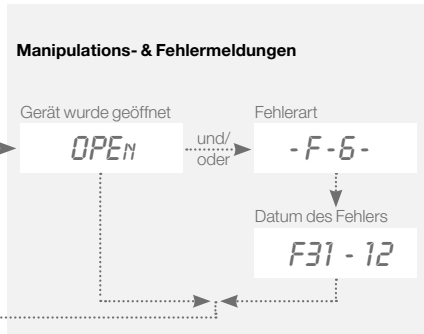 Manipulations- & Fehlermeldungen
Gerät wurde geöffnet
OPEn
und/
oder
Fehlerart
-F-6-
Datum des Fehlers
F31 - 12